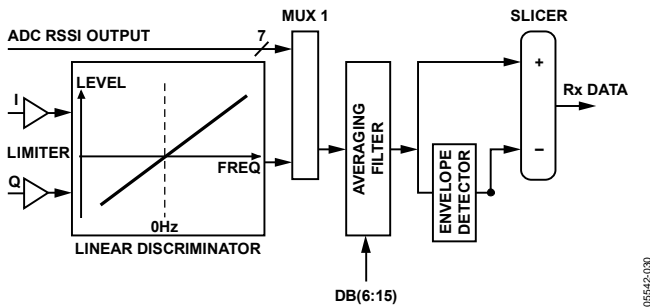 MUX 1
SLICER
ADC RSSI OUTPUT
7
LEVEL
I
LIMITER
Q
FREQ
0Hz
LINEAR DISCRIMINATOR
AVERAGING
FILTER
ENVELOPE
DETECTOR
+
–
Rx DATA
DB(6:15)
05542-030